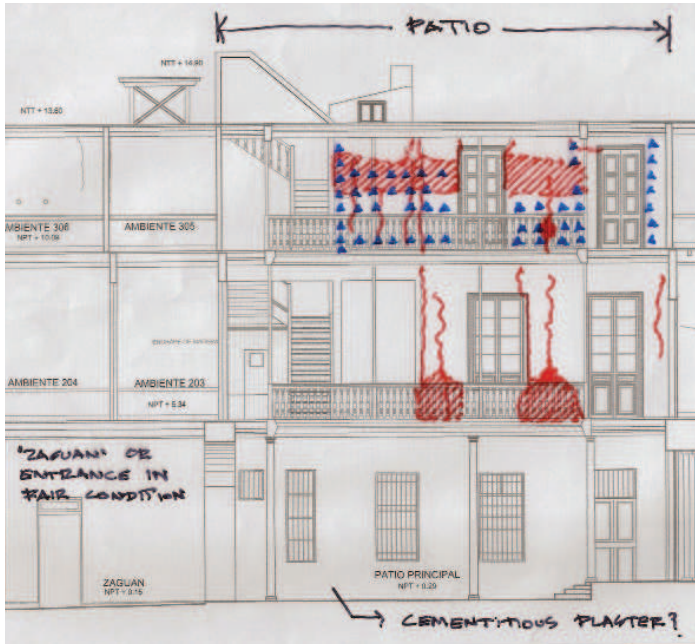 PATIO
NTT + 14.90
NTT + 13.60
AMBIENTE 306
NPT + 10.09
AMBIENTE 305
AMBIENTE 204
AMBIENTE 203
NPT + 5.34
"ZAGUAN" OR
ENTRANCE IN
FAIR CONDITION
ZAGUAN
NPT + 0.15
PATIO PRINCIPAL
NPT + 0.20
CEMENTITIOUS PLASTER?